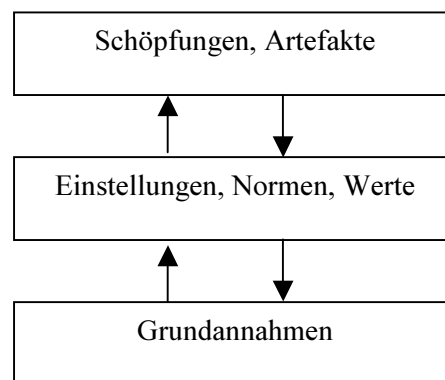 Schöpfungen, Artefakte
Einstellungen, Normen, Werte
Grundannahmen